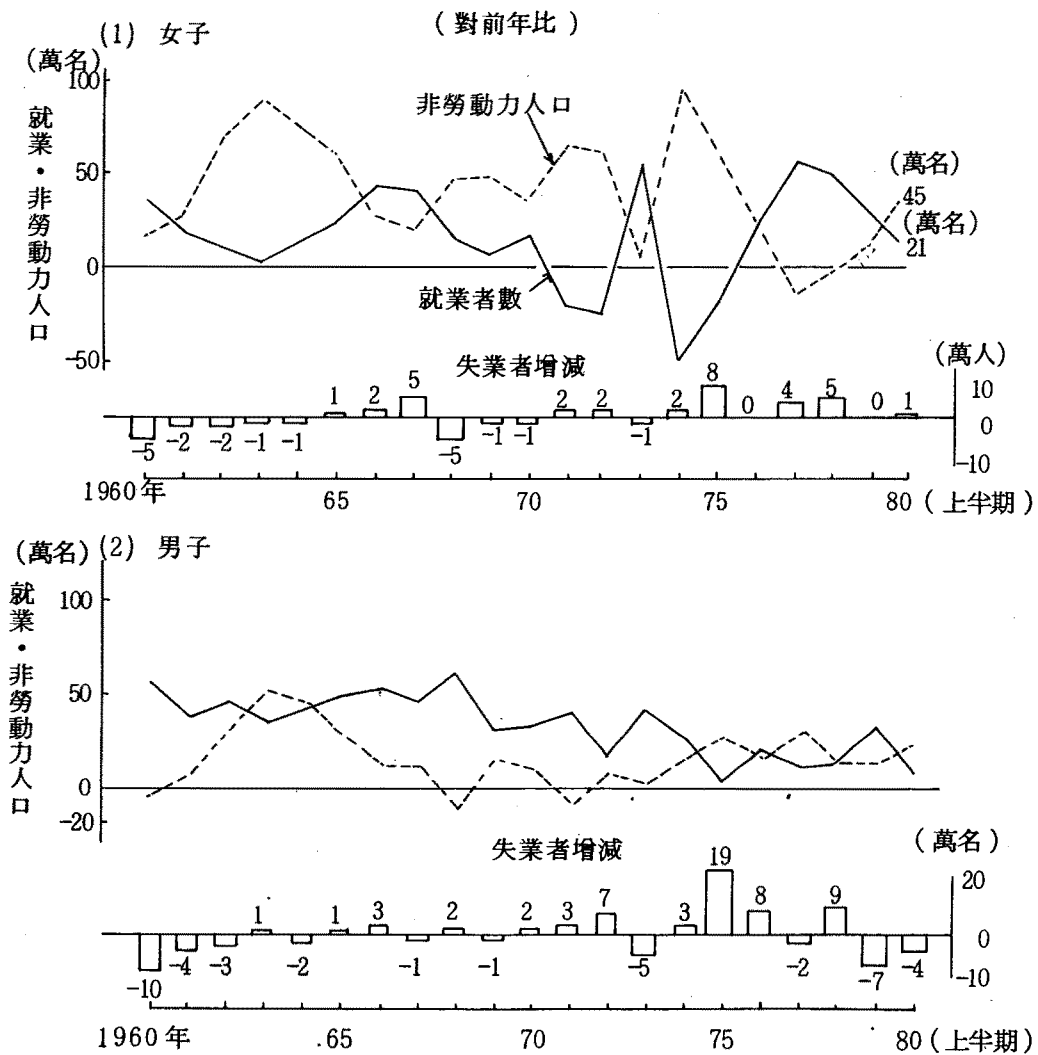 (對前年比)
(1) 女子
(萬名)
就業・非勞動力人口
100
50
0
-50
非勞動力人口
就業者數
(萬名)
45
(萬名)
21
失業者增減
(萬人)
10
0
-10
-5 -2 -2 -1 -1 1 2 5 -5 -1 -1 2 2 -1 2 8 0 4 5 0 1
1960年 65 70 75 80 (上半期)
(2) 男子
(萬名)
就業・非勞動力人口
100
50
0
-20
失業者增減
(萬名)
20
0
-10
-10 -4 -3 1 -2 1 3 -1 2 -1 2 3 7 -5 3 19 8 -2 9 -7 -4
1960年 .65 70 75 80 (上半期)